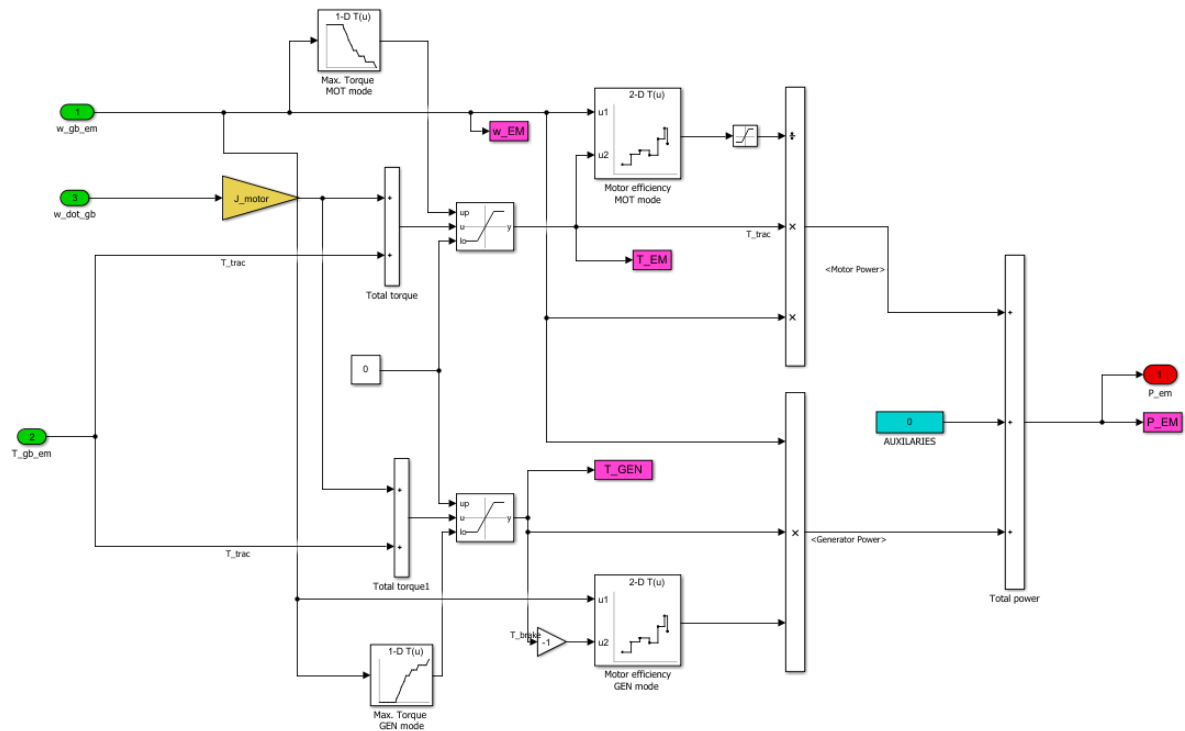 1-D T(u)
Max. Torque
MOT mode
1
w_gb_em
w_EM
2-D T(u)
u1
u2
Motor efficiency
MOT mode
÷
3
w_dot_gb
J_motor
+
+
T_trac
Total torque
up
u
lo
y
T_EM
T_trac
×
×
<Motor Power>
0
+
+
+
Total power
1
P_em
P_EM
0
AUXILARIES
2
T_gb_em
+
+
T_trac
Total torque1
up
u
lo
y
T_GEN
×
<Generator Power>
2-D T(u)
u1
u2
T_brake
-1
Motor efficiency
GEN mode
1-D T(u)
Max. Torque
GEN mode